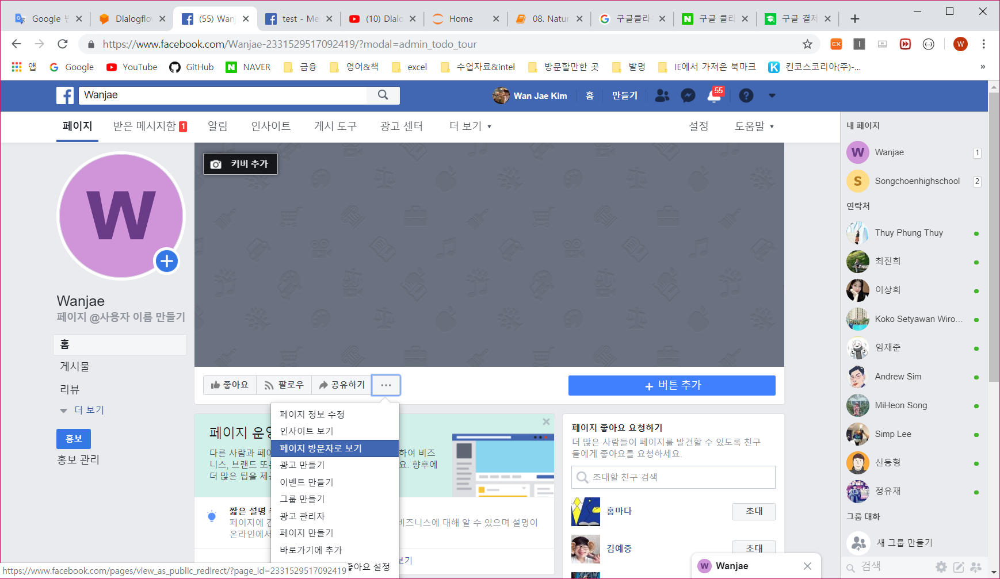 Google 번
Dialogflow
(55) Wanj
test - Me
(10) Dialo
Home
08. Natur
구글클라
구글 클라
구글 결제
https://www.facebook.com/Wanjae-2331529517092419/?modal=admin_todo_tour
EX
W
앱
Google
YouTube
GitHub
NAVER
금융
영어&책
excel
수업자료&intel
방문할만한 곳
발명
IE에서 가져온 북마크
킨코스코리아(주)-...
»
Wanjae
Wan Jae Kim
홈
만들기
55
페이지
받은 메시지함 1
알림
인사이트
게시 도구
광고 센터
더 보기
설정
도움말
커버 추가
W
Wanjae
페이지 @사용자 이름 만들기
홈
게시물
리뷰
더 보기
홍보
홍보 관리
좋아요
팔로우
공유하기
...
+ 버튼 추가
페이지 정보 수정
인사이트 보기
페이지 방문자로 보기
광고 만들기
이벤트 만들기
그룹 만들기
광고 관리자
페이지 만들기
바로가기에 추가
좋아요 설정
페이지 운영
다른 사람과 페이
하여 비즈
니스, 브랜드 또는
요. 향후에
더 많은 팁을 제공
짧은 설명 추
페이지에 간
비즈니스에 대해 알 수 있으며 설명이
온라인에서
보기
페이지 좋아요 요청하기
더 많은 사람들이 페이지를 발견할 수 있도록 친구
들에게 좋아요를 요청하세요.
초대할 친구 검색
홍마다
초대
김예중
초대
내 페이지
W Wanjae 1
S Songchoenhighschool 2
연락처
Thuy Phung Thuy
최진희
이상희
Koko Setyawan Wiro...
임재준
Andrew Sim
MiHeon Song
Simp Lee
신동형
정유재
그룹 대화
새 그룹 만들기
검색
W Wanjae
https://www.facebook.com/pages/view_as_public_redirect/?page_id=2331529517092419